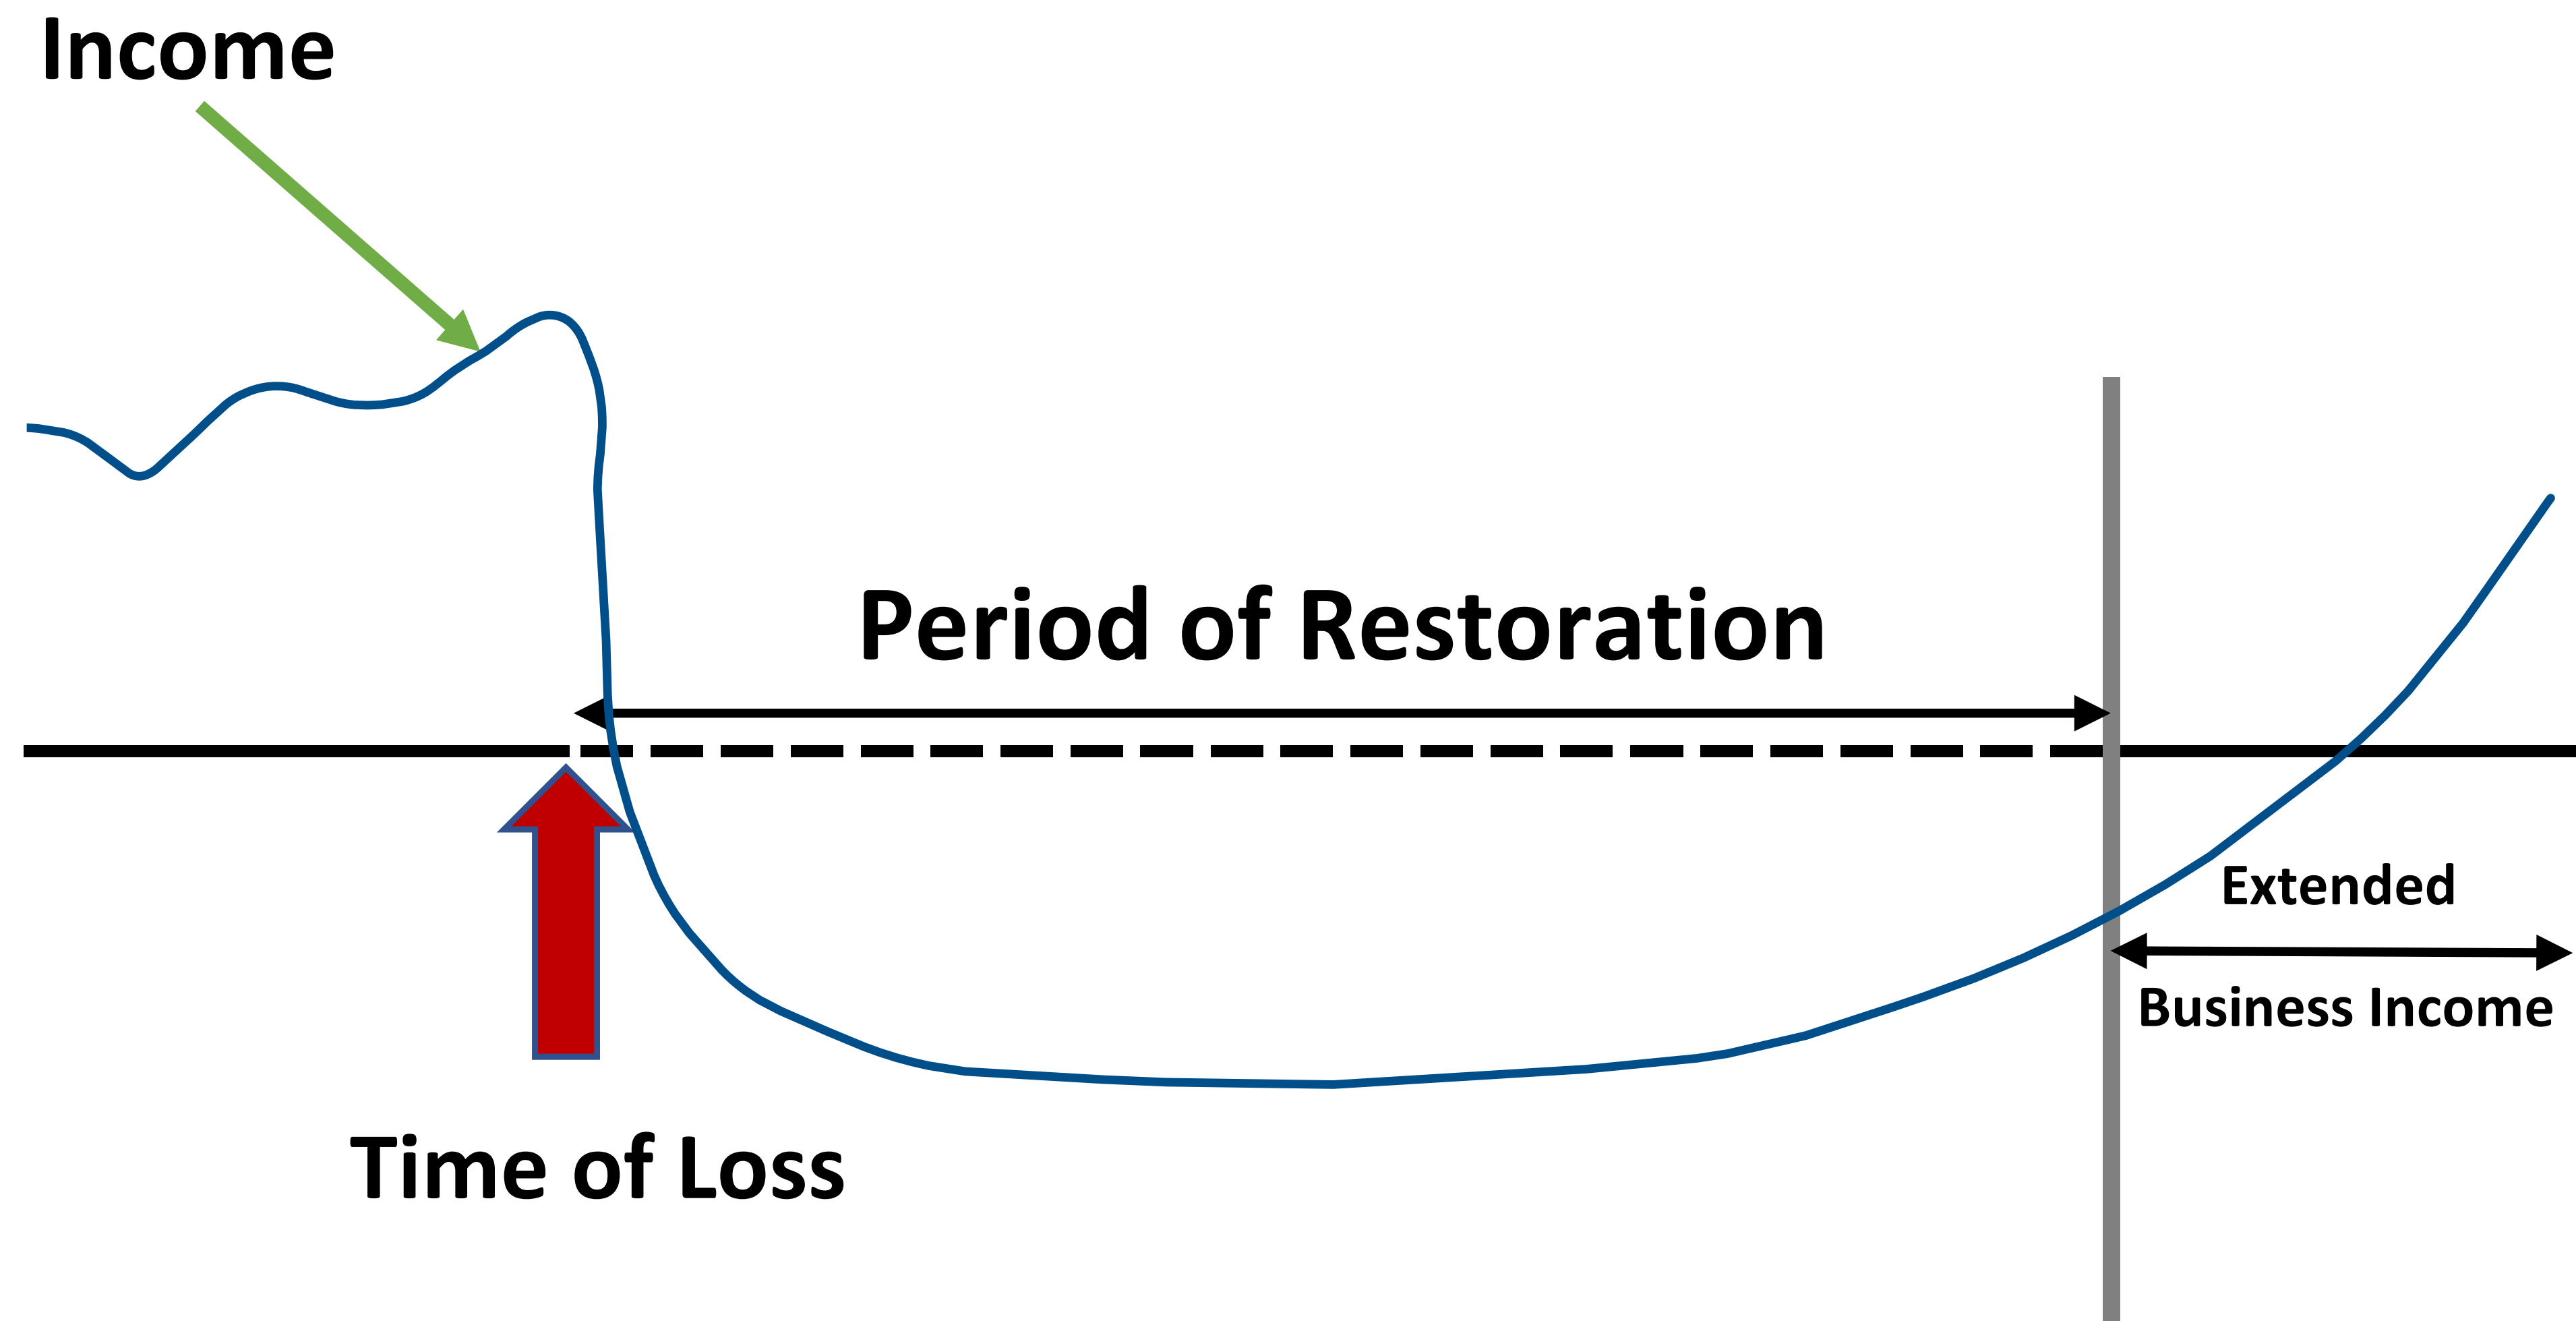 Income
Period of Restoration
Extended
Business Income
Time of Loss